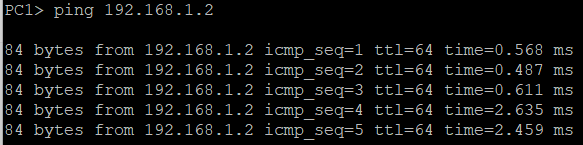 PC1> ping 192.168.1.2
84 bytes from 192.168.1.2 icmp_seq=1 ttl=64 time=0.568 ms
84 bytes from 192.168.1.2 icmp_seq=2 ttl=64 time=0.487 ms
84 bytes from 192.168.1.2 icmp_seq=3 ttl=64 time=0.611 ms
84 bytes from 192.168.1.2 icmp_seq=4 ttl=64 time=2.635 ms
84 bytes from 192.168.1.2 icmp_seq=5 ttl=64 time=2.459 ms